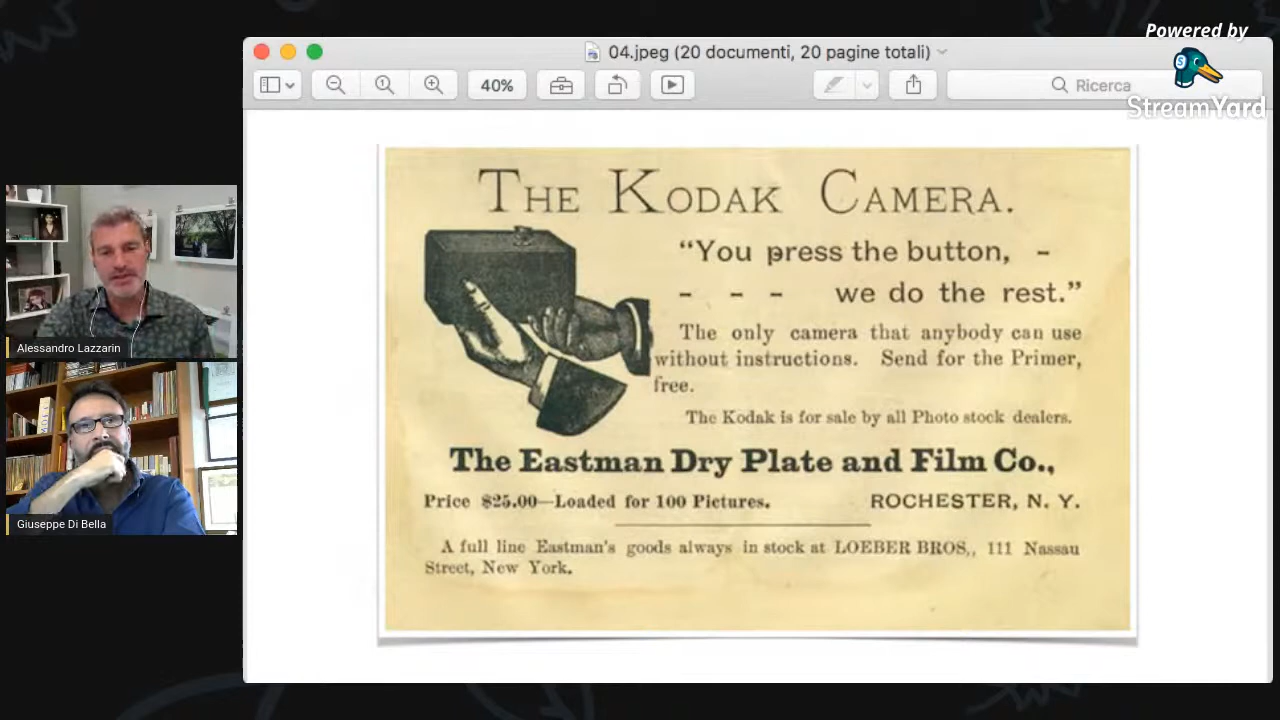 Powered by
StreamYard
04.jpeg (20 documenti, 20 pagine totali)
40%
Ricerca
THE KODAK CAMERA.
“You press the button, -
- - - we do the rest.”
The only camera that anybody can use
without instructions. Send for the Primer,
free.
The Kodak is for sale by all Photo stock dealers.
The Eastman Dry Plate and Film Co.,
Price $25.00—Loaded for 100 Pictures. ROCHESTER, N. Y.
A full line Eastman's goods always in stock at LOEBER BROS., 111 Nassau
Street, New York.
Alessandro Lazzarin
Giuseppe Di Bella